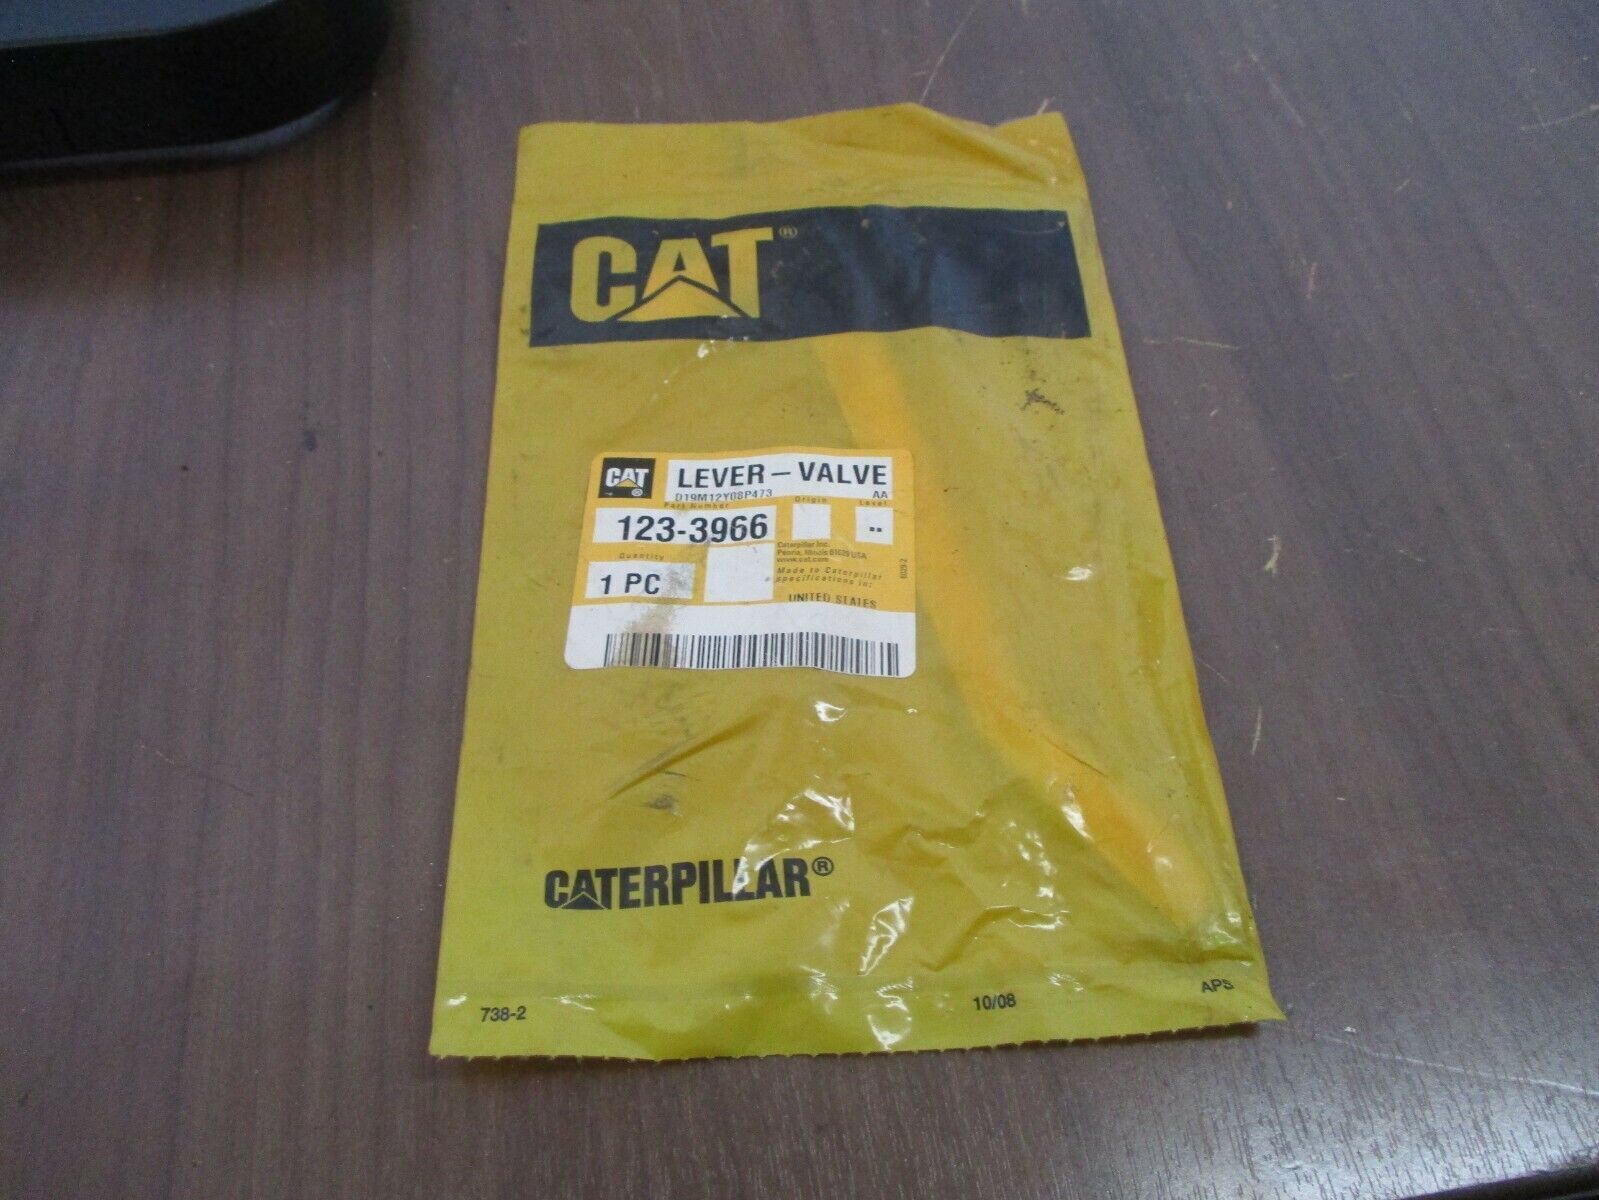 CAT®
CAT®
LEVER-VALVE
D19M12Y08P473 AA
Part Number Origin Level
123-3966 --
Caterpillar Inc.
Peoria, Illinois 61629 USA
www.cat.com
Quantity
1 PC
Made to Caterpillar
specifications in:
UNITED STATES
CATERPILLAR®
738-2 10/08 APS